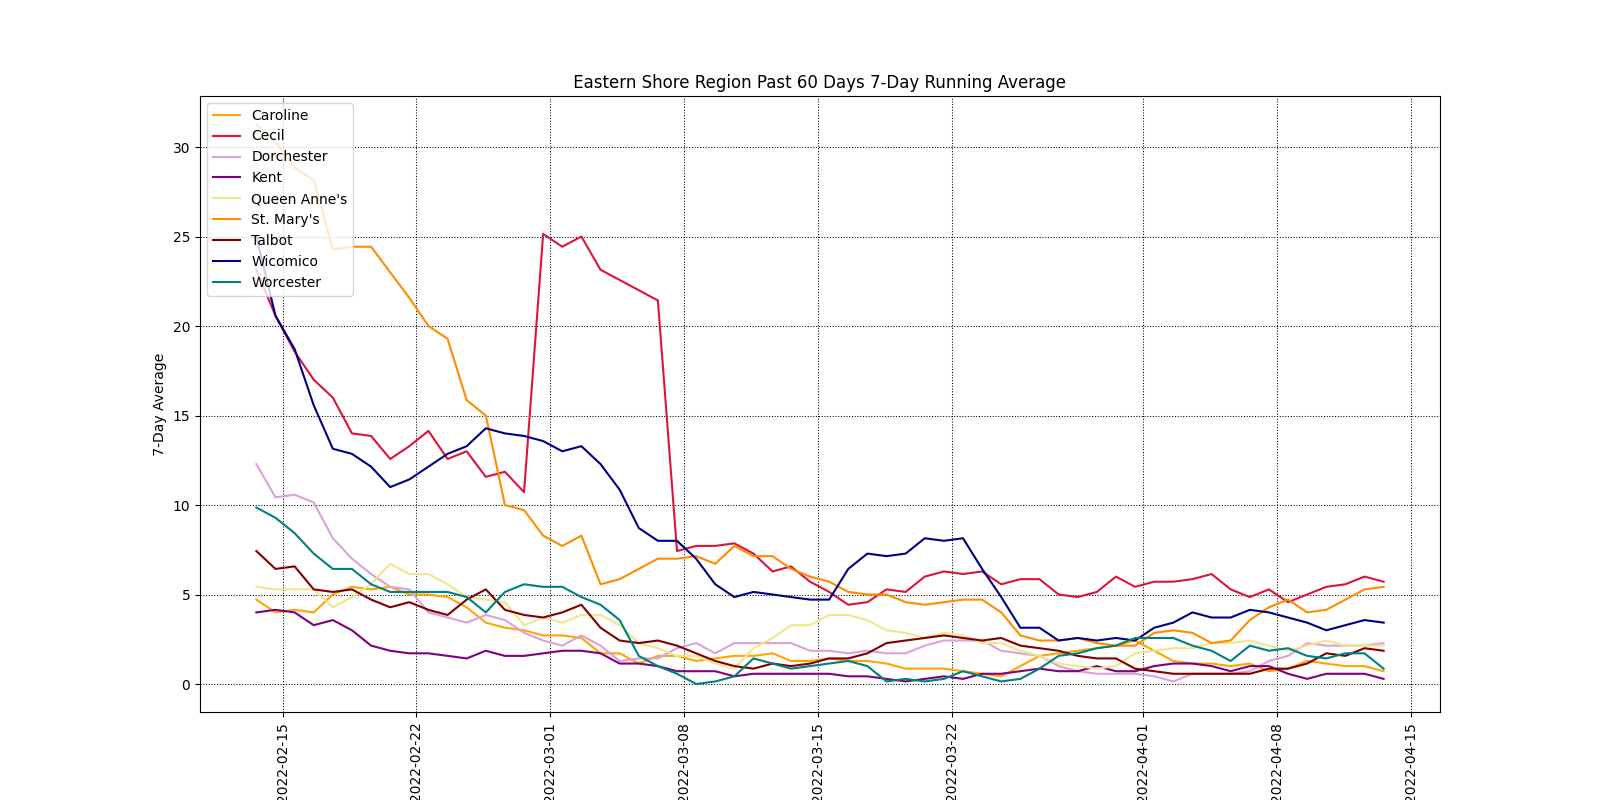 Eastern Shore Region Past 60 Days 7-Day Running Average
Caroline
Cecil
Dorchester
Kent
Queen Anne's
St. Mary's
Talbot
Wicomico
Worcester
30
25
20
15
10
5
0
7-Day Average
2022-02-15
2022-02-22
2022-03-01
2022-03-08
2022-03-15
2022-03-22
2022-04-01
2022-04-08
2022-04-15